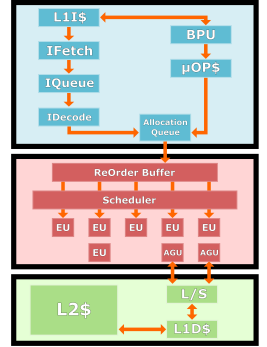 L1I$
BPU
IFetch
µOP$
IQueue
IDecode
Allocation
Queue
ReOrder Buffer
Scheduler
EU EU EU EU EU
EU AGU AGU
L2$
L/S
L1D$